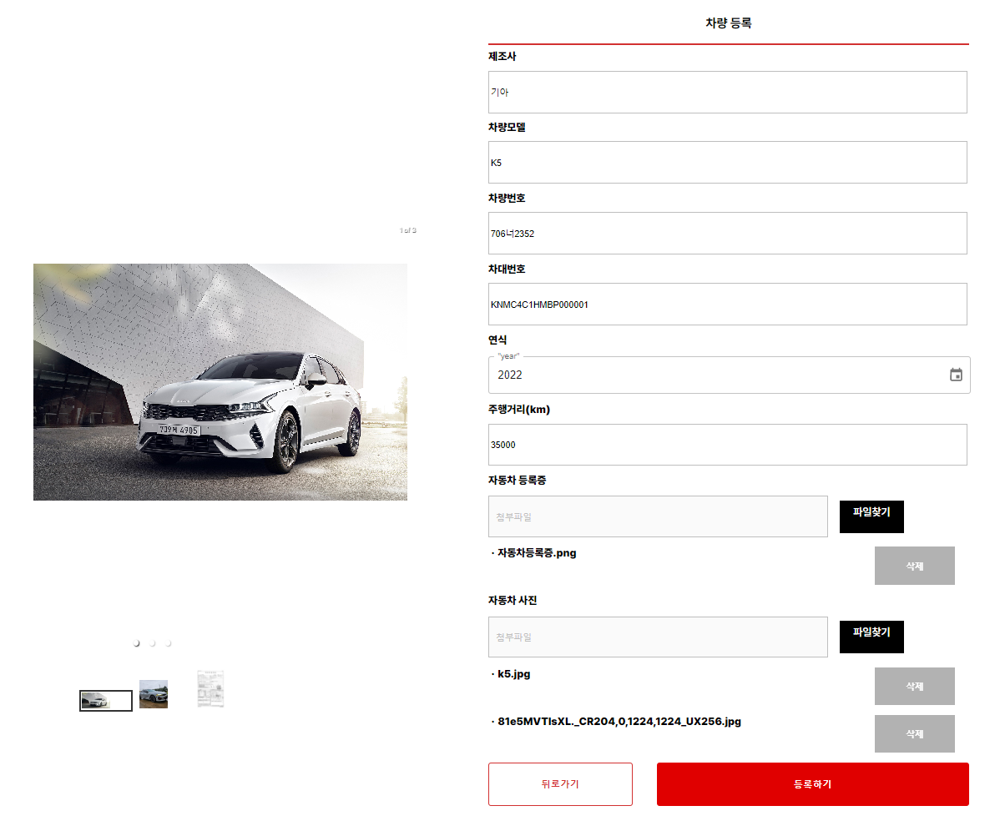 차량 등록
제조사
기아
차량모델
K5
차량번호
706너2352
차대번호
KNMC4C1HMBP000001
연식
"year"
2022
주행거리(km)
35000
자동차 등록증
첨부파일
파일찾기
· 자동차등록증.png
삭제
자동차 사진
첨부파일
파일찾기
· k5.jpg
삭제
· 81e5MVTlsXL._CR204,0,1224,1224_UX256.jpg
삭제
뒤로가기
등록하기
1 of 3
4905